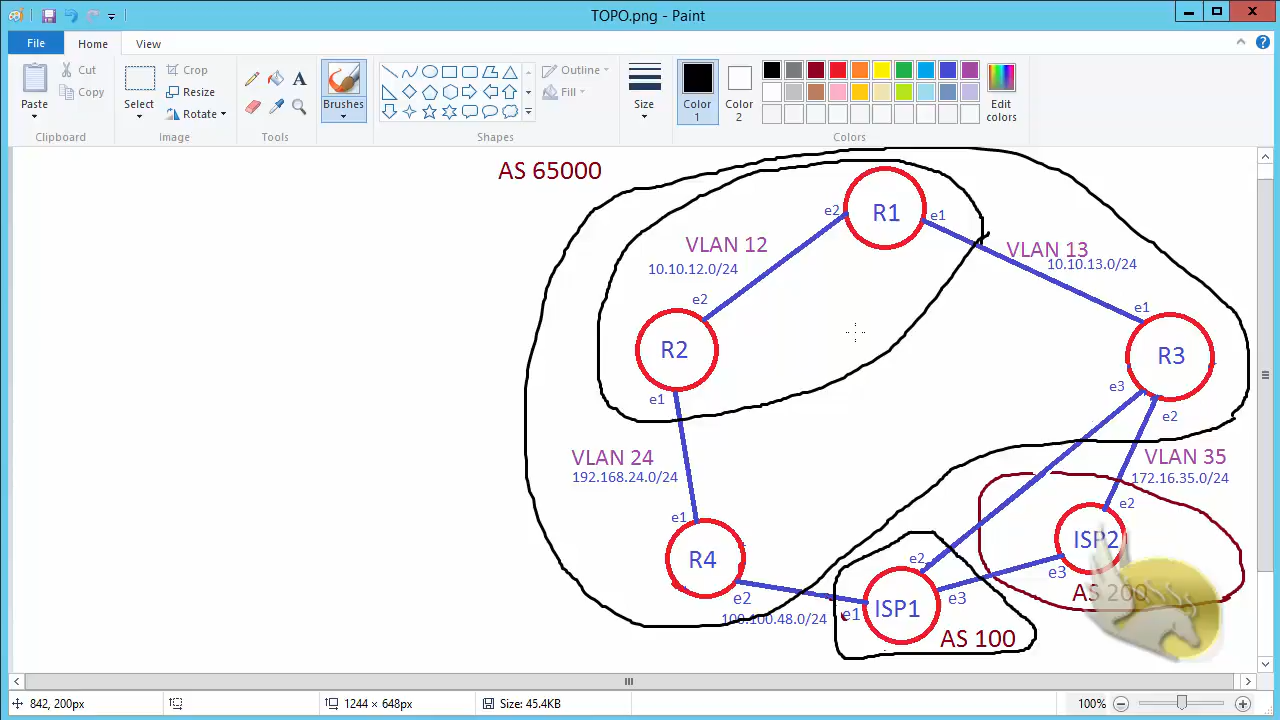 TOPO.png - Paint
File
Home
View
Paste
Cut
Copy
Clipboard
Select
Crop
Resize
Rotate
Image
A
Tools
Brushes
Shapes
Outline
Fill
Size
Color 1
Color 2
Edit colors
Colors
AS 65000
R1
e2
e1
VLAN 12
10.10.12.0/24
VLAN 13
10.10.13.0/24
e2
e1
R2
R3
e1
e3
e2
VLAN 24
192.168.24.0/24
VLAN 35
172.16.35.0/24
e1
e2
R4
ISP2
e2
e3
e2
AS 200
100.100.48.0/24
e1
ISP1
e3
AS 100
842, 200px
1244 × 648px
Size: 45.4KB
100%